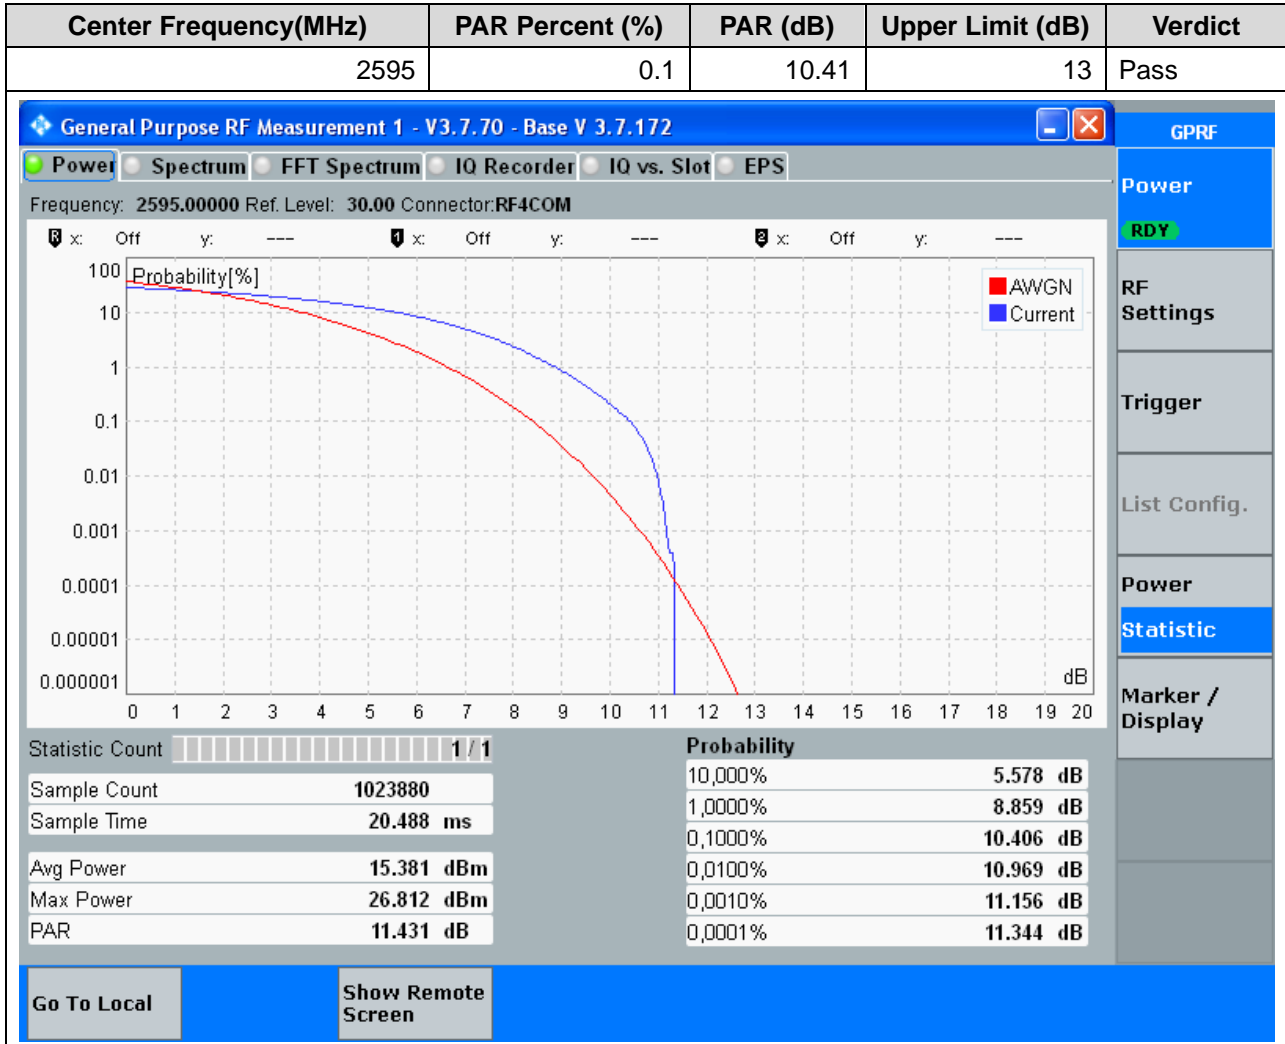 Center Frequency(MHz) PAR Percent (%) PAR (dB) Upper Limit (dB) Verdict
2595 0.1 10.41 13 Pass
General Purpose RF Measurement 1 - V3.7.70 - Base V 3.7.172
GPRF
Power Spectrum FFT Spectrum IQ Recorder IQ vs. Slot EPS
Power
RDY
Frequency: 2595.00000 Ref. Level: 30.00 Connector:RF4COM
R x: Off y: --- 1 x: Off y: --- 2 x: Off y: ---
Probability[%]
AWGN
Current
100
10
1
0.1
0.01
0.001
0.0001
0.00001
0.000001
dB
0 1 2 3 4 5 6 7 8 9 10 11 12 13 14 15 16 17 18 19 20
RF
Settings
Trigger
List Config.
Power
Statistic
Marker /
Display
Statistic Count 1 / 1
Sample Count 1023880
Sample Time 20.488 ms
Avg Power 15.381 dBm
Max Power 26.812 dBm
PAR 11.431 dB
Probability
10,000% 5.578 dB
1,0000% 8.859 dB
0,1000% 10.406 dB
0,0100% 10.969 dB
0,0010% 11.156 dB
0,0001% 11.344 dB
Go To Local
Show Remote
Screen